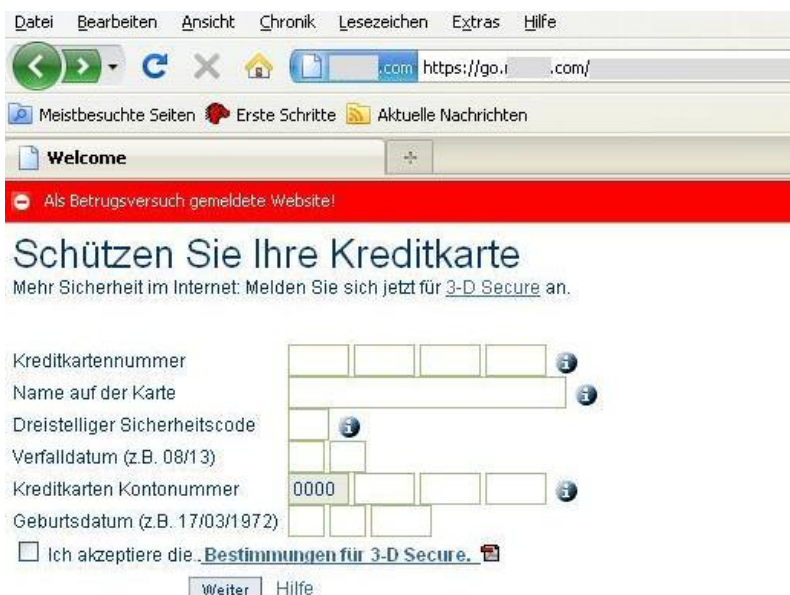 Datei Bearbeiten Ansicht Chronik Lesezeichen Extras Hilfe
.com https://go. .com/
Meistbesuchte Seiten Erste Schritte Aktuelle Nachrichten
Welcome
Als Betrugsversuch gemeldete Website!
Schützen Sie Ihre Kreditkarte
Mehr Sicherheit im Internet: Melden Sie sich jetzt für 3-D Secure an.
Kreditkartennummer
Name auf der Karte
Dreistelliger Sicherheitscode
Verfalldatum (z.B. 08/13)
Kreditkarten Kontonummer 0000
Geburtsdatum (z.B. 17/03/1972)
Ich akzeptiere die.. Bestimmungen für 3-D Secure.
Weiter Hilfe